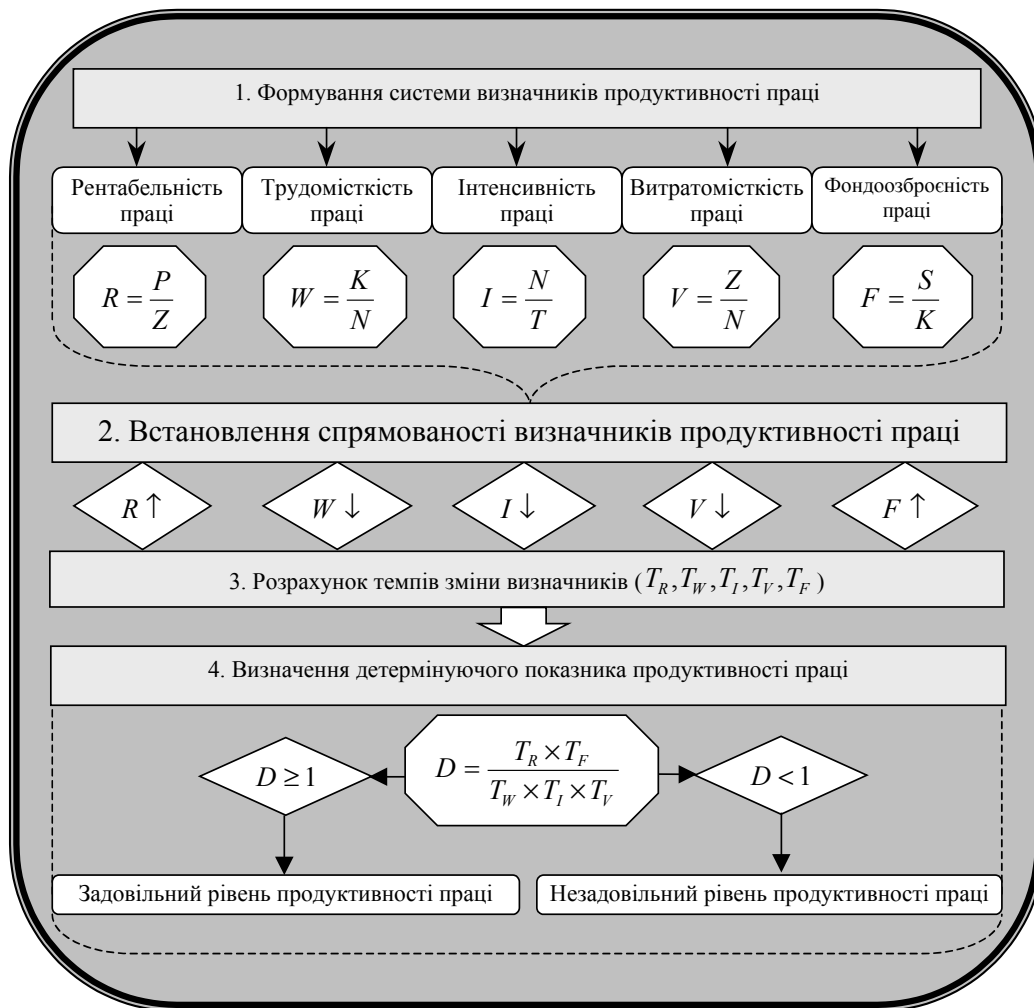 1. Формування системи визначників продуктивності праці
Рентабельність
праці
Трудомісткість
праці
Інтенсивність
праці
Витратомісткість
праці
Фондоозброєність
праці
R = P/Z
W = K/N
I = N/T
V = Z/N
F = S/K
2. Встановлення спрямованості визначників продуктивності праці
R ↑
W ↓
I ↓
V ↓
F ↑
3. Розрахунок темпів зміни визначників (T_R, T_W, T_I, T_V, T_F)
4. Визначення детермінуючого показника продуктивності праці
D ≥ 1
D = (T_R × T_F)/(T_W × T_I × T_V)
D < 1
Задовільний рівень продуктивності праці
Незадовільний рівень продуктивності праці